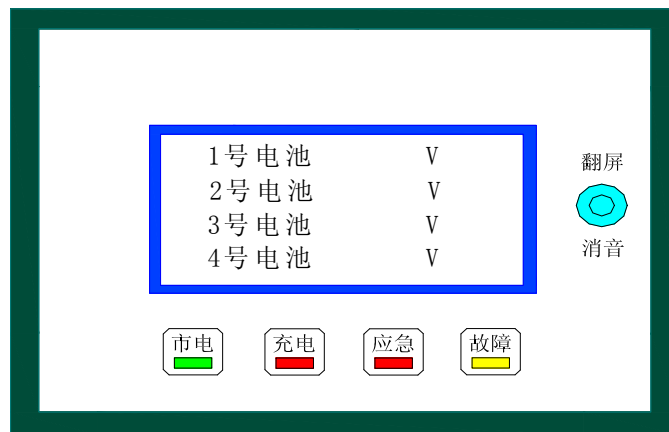 1号电池 V
2号电池 V
3号电池 V
4号电池 V
翻屏
消音
市电 充电 应急 故障